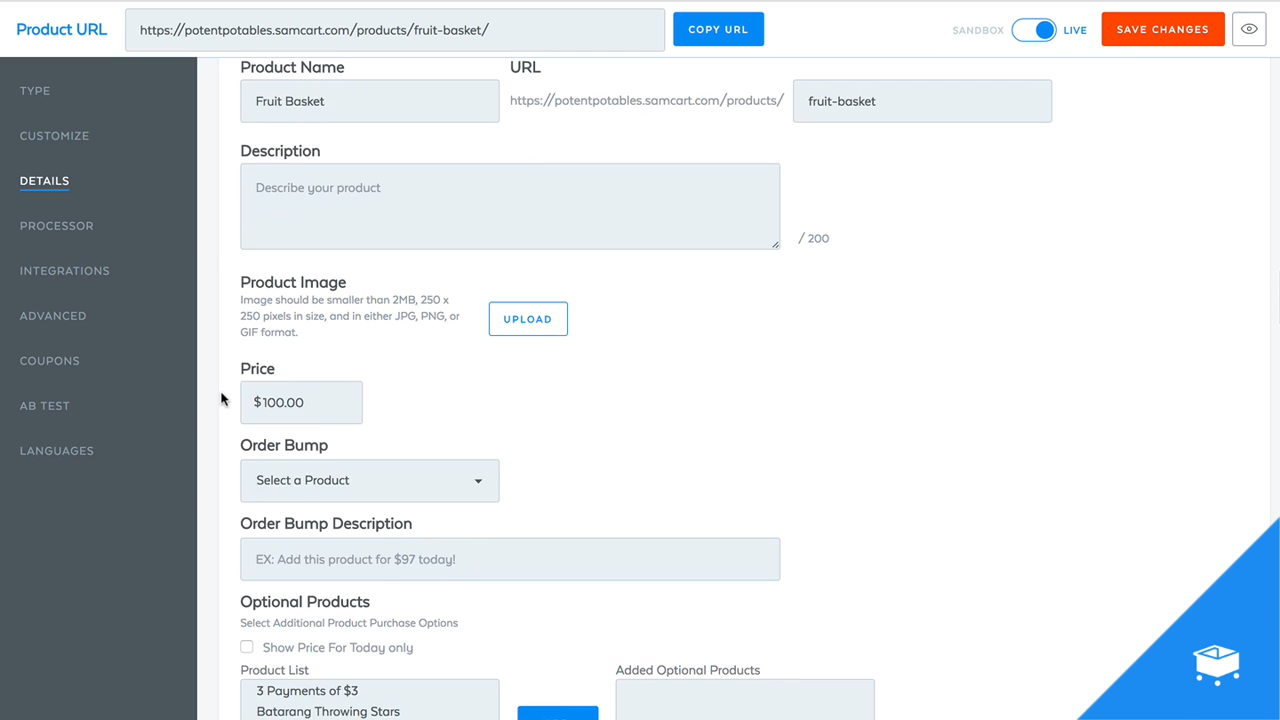 Product URL
https://potentpotables.samcart.com/products/fruit-basket/
COPY URL
SANDBOX
LIVE
SAVE CHANGES
TYPE
CUSTOMIZE
DETAILS
PROCESSOR
INTEGRATIONS
ADVANCED
COUPONS
AB TEST
LANGUAGES
Product Name
URL
Fruit Basket
https://potentpotables.samcart.com/products/
fruit-basket
Description
Describe your product
/ 200
Product Image
Image should be smaller than 2MB, 250 x
250 pixels in size, and in either JPG, PNG, or
GIF format.
UPLOAD
Price
$100.00
Order Bump
Select a Product
Order Bump Description
EX: Add this product for $97 today!
Optional Products
Select Additional Product Purchase Options
Show Price For Today only
Product List
Added Optional Products
3 Payments of $3
Batarang Throwing Stars